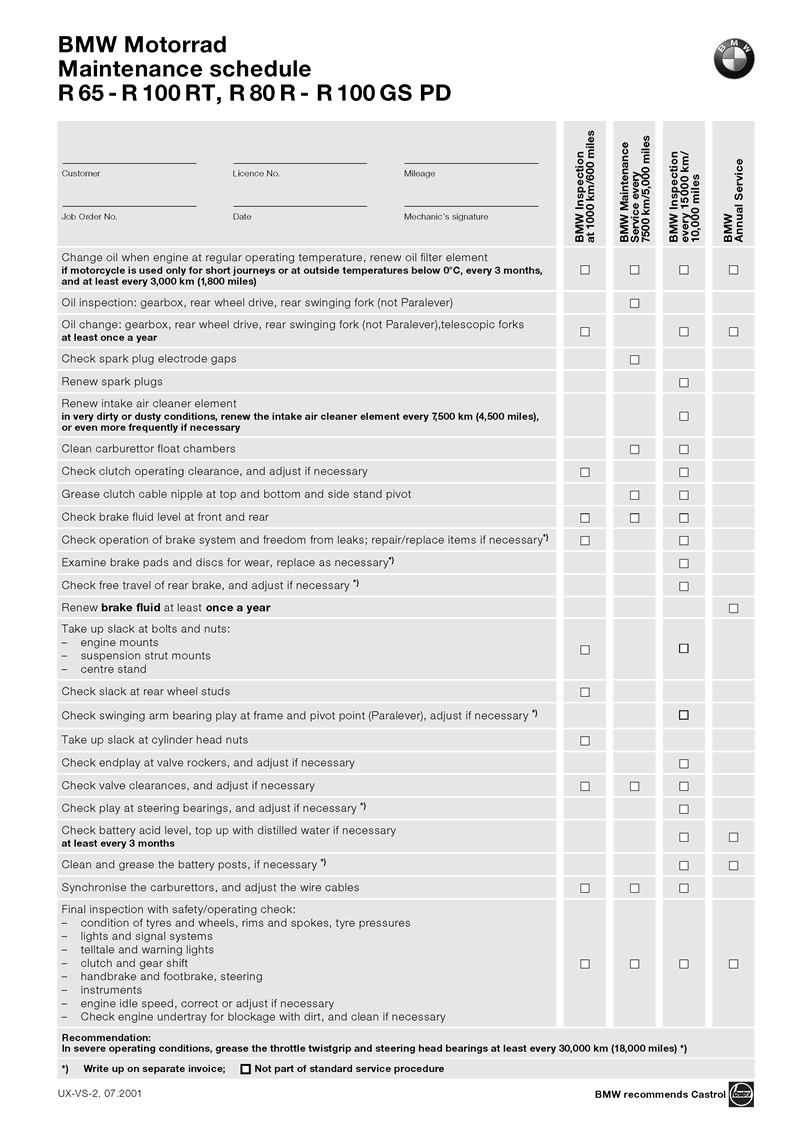 BMW Motorrad
Maintenance schedule
R 65 - R 100 RT, R 80 R - R 100 GS PD
BMW
Customer
Licence No.
Mileage
Job Order No.
Date
Mechanic's signature
BMW Inspection
at 1000 km/600 miles
BMW Maintenance
Service every
7500 km/5,000 miles
BMW Inspection
every 15000 km/
10,000 miles
BMW
Annual Service
Change oil when engine at regular operating temperature, renew oil filter element
if motorcycle is used only for short journeys or at outside temperatures below 0°C, every 3 months,
and at least every 3,000 km (1,800 miles)
Oil inspection: gearbox, rear wheel drive, rear swinging fork (not Paralever)
Oil change: gearbox, rear wheel drive, rear swinging fork (not Paralever),telescopic forks
at least once a year
Check spark plug electrode gaps
Renew spark plugs
Renew intake air cleaner element
in very dirty or dusty conditions, renew the intake air cleaner element every 7,500 km (4,500 miles),
or even more frequently if necessary
Clean carburettor float chambers
Check clutch operating clearance, and adjust if necessary
Grease clutch cable nipple at top and bottom and side stand pivot
Check brake fluid level at front and rear
Check operation of brake system and freedom from leaks; repair/replace items if necessary*)
Examine brake pads and discs for wear, replace as necessary*)
Check free travel of rear brake, and adjust if necessary *)
Renew brake fluid at least once a year
Take up slack at bolts and nuts:
– engine mounts
– suspension strut mounts
– centre stand
Check slack at rear wheel studs
Check swinging arm bearing play at frame and pivot point (Paralever), adjust if necessary *)
Take up slack at cylinder head nuts
Check endplay at valve rockers, and adjust if necessary
Check valve clearances, and adjust if necessary
Check play at steering bearings, and adjust if necessary *)
Check battery acid level, top up with distilled water if necessary
at least every 3 months
Clean and grease the battery posts, if necessary *)
Synchronise the carburettors, and adjust the wire cables
Final inspection with safety/operating check:
– condition of tyres and wheels, rims and spokes, tyre pressures
– lights and signal systems
– telltale and warning lights
– clutch and gear shift
– handbrake and footbrake, steering
– instruments
– engine idle speed, correct or adjust if necessary
– Check engine undertray for blockage with dirt, and clean if necessary
Recommendation:
In severe operating conditions, grease the throttle twistgrip and steering head bearings at least every 30,000 km (18,000 miles) *)
*) Write up on separate invoice; Not part of standard service procedure
UX-VS-2, 07.2001
BMW recommends Castrol
Castrol